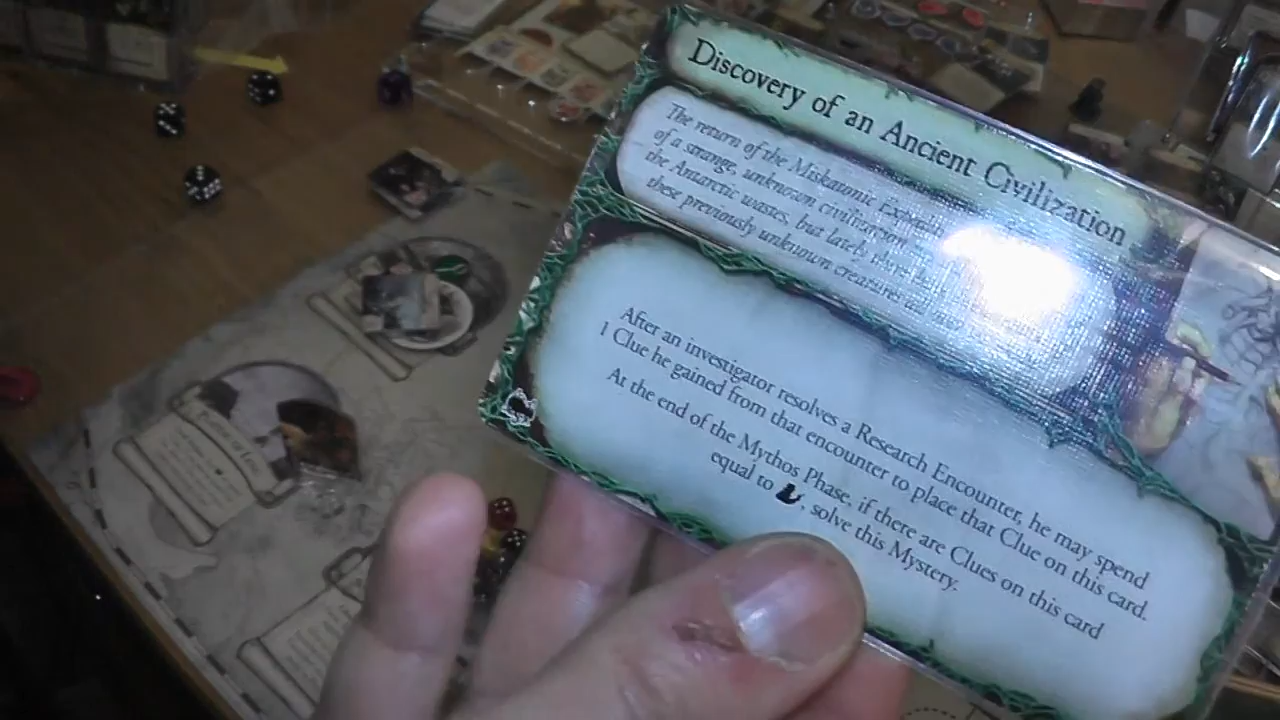 Discovery of an Ancient Civilization
The return of the Miskatonic
of a strange, unknown civilization
the Antarctic wastes, but lately
these previously unknown creatures
After an investigator resolves a Research Encounter, he may spend
1 Clue he gained from that encounter to place that Clue on this card.
At the end of the Mythos Phase, if there are Clues on this card
equal to , solve this Mystery.